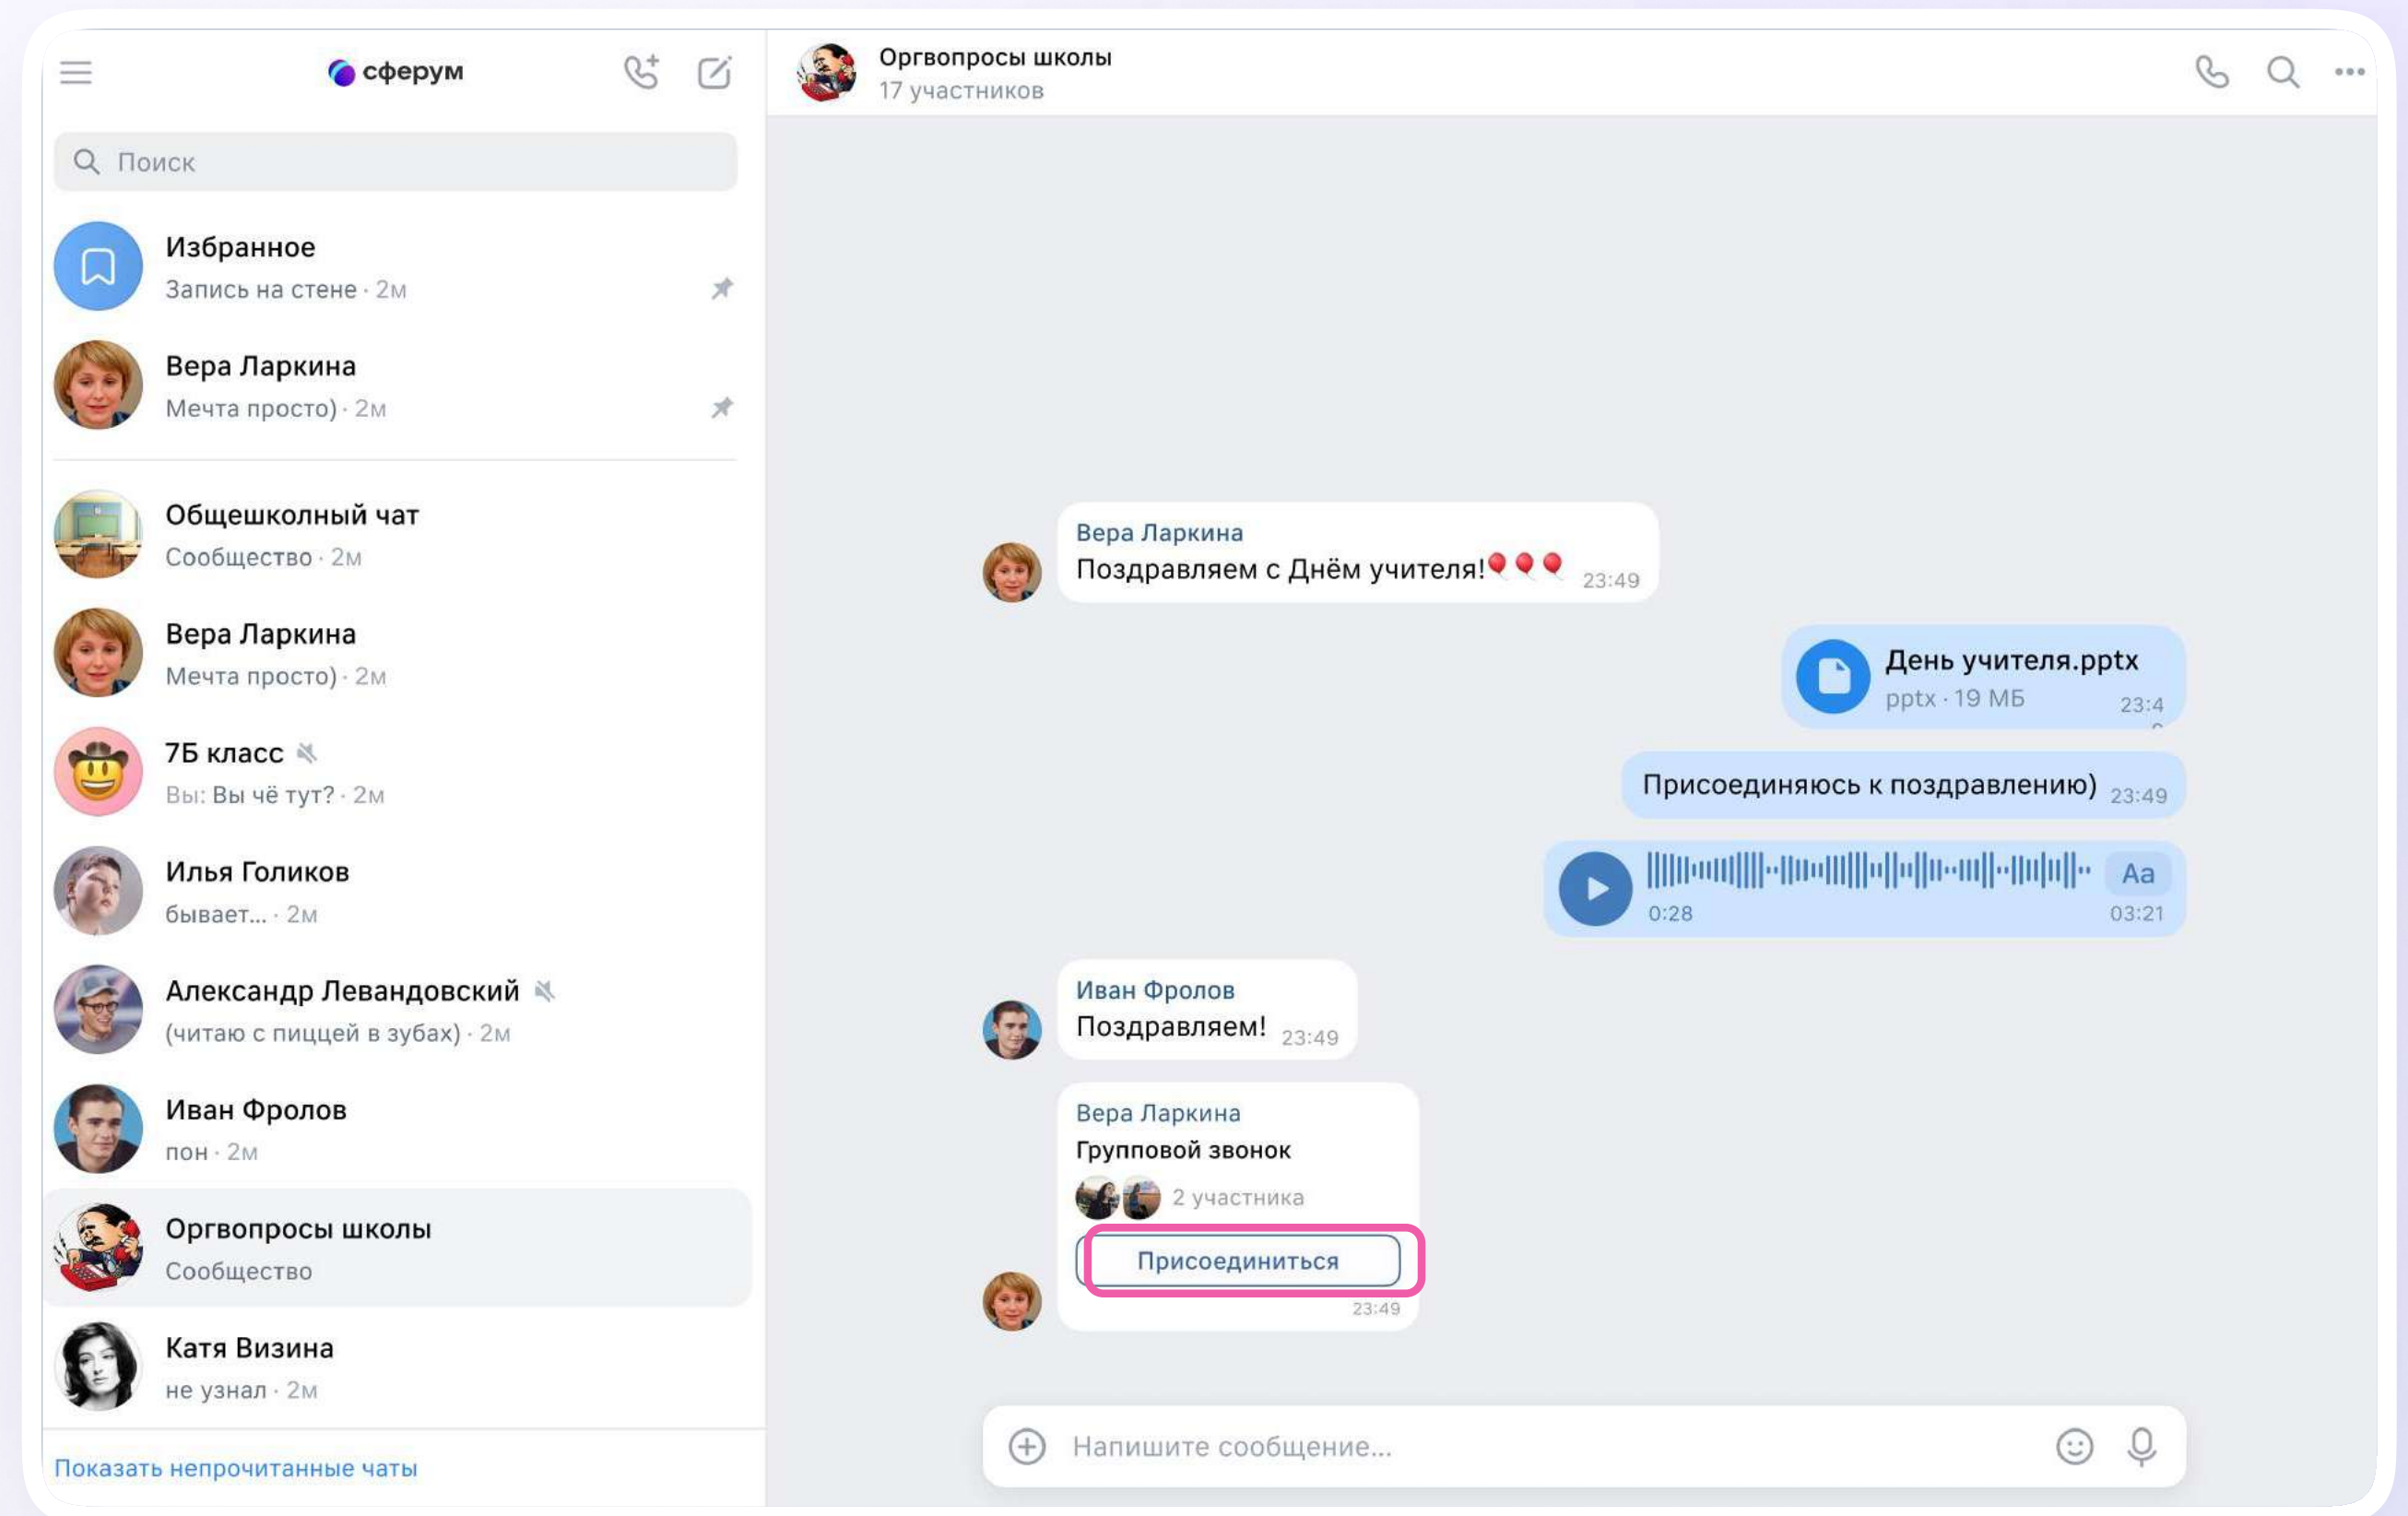 сферум
Поиск
Избранное
Запись на стене · 2м
Вера Ларкина
Мечта просто) · 2м
Общешколный чат
Сообщество · 2м
Вера Ларкина
Мечта просто) · 2м
7Б класс
Вы: Вы чё тут? · 2м
Илья Голиков
бывает... · 2м
Александр Левандовский
(читаю с пиццей в зубах) · 2м
Иван Фролов
пон · 2м
Оргвопросы школы
Сообщество
Катя Визина
не узнал · 2м
Показать непрочитанные чаты
Оргвопросы школы
17 участников
Вера Ларкина
Поздравляем с Днём учителя!🎈🎈🎈 23:49
День учителя.pptx
pptx · 19 МБ 23:4
Присоединяюсь к поздравлению) 23:49
Aa
0:28 03:21
Иван Фролов
Поздравляем! 23:49
Вера Ларкина
Групповой звонок
2 участника
Присоединиться
23:49
Напишите сообщение...